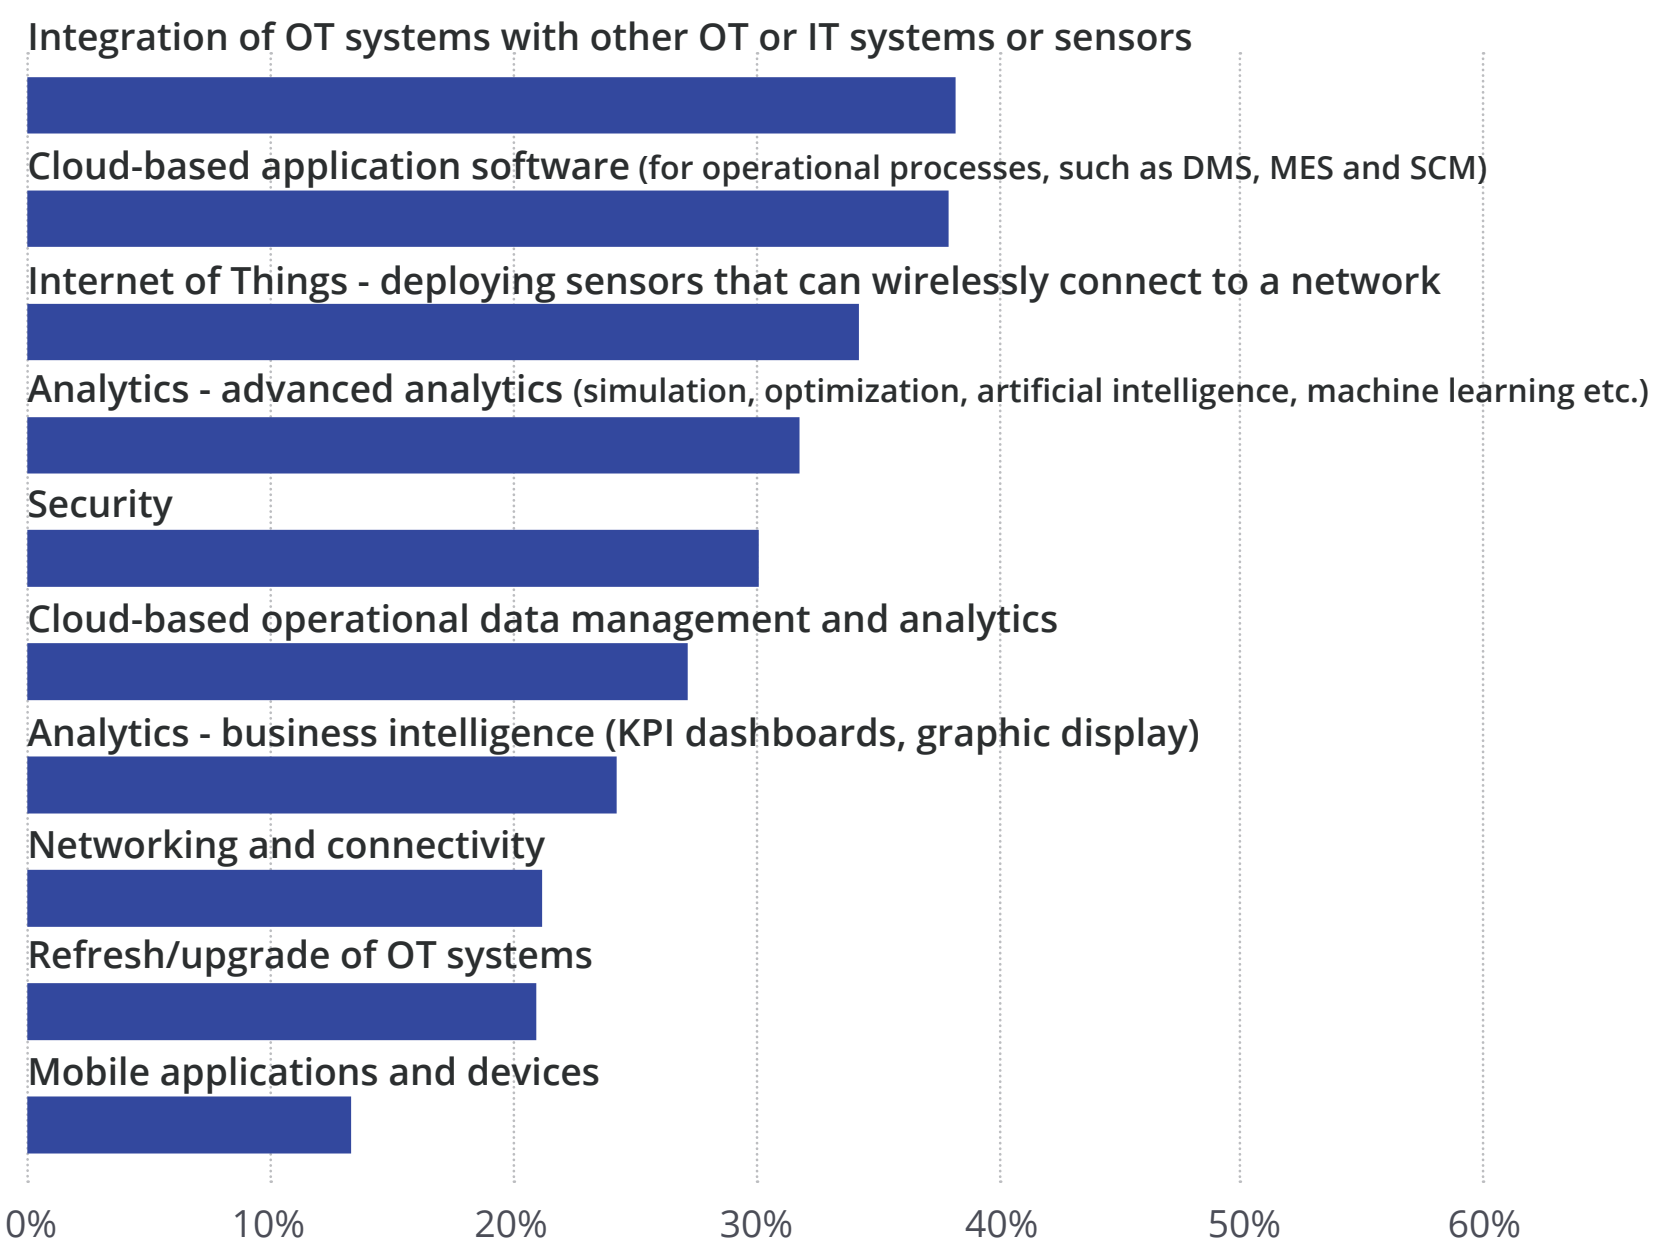 Integration of OT systems with other OT or IT systems or sensors
Cloud-based application software (for operational processes, such as DMS, MES and SCM)
Internet of Things - deploying sensors that can wirelessly connect to a network
Analytics - advanced analytics (simulation, optimization, artificial intelligence, machine learning etc.)
Security
Cloud-based operational data management and analytics
Analytics - business intelligence (KPI dashboards, graphic display)
Networking and connectivity
Refresh/upgrade of OT systems
Mobile applications and devices
0% 10% 20% 30% 40% 50% 60%